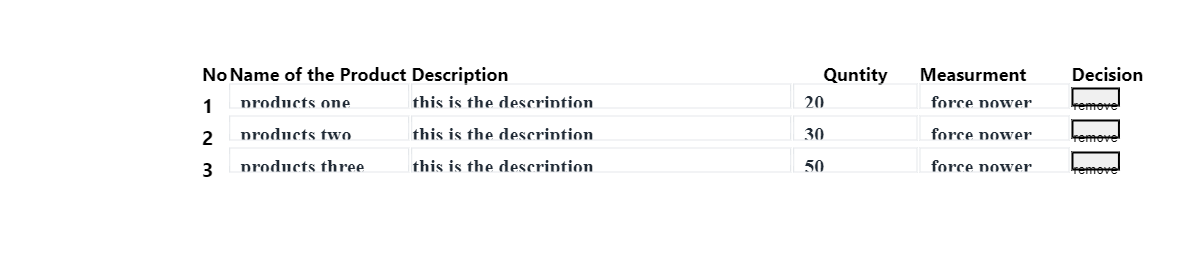 No Name of the Product Description Quntity Measurment Decision
1 products one this is the description 20 force power remove
2 products two this is the description 30 force power remove
3 products three this is the description 50 force power remove